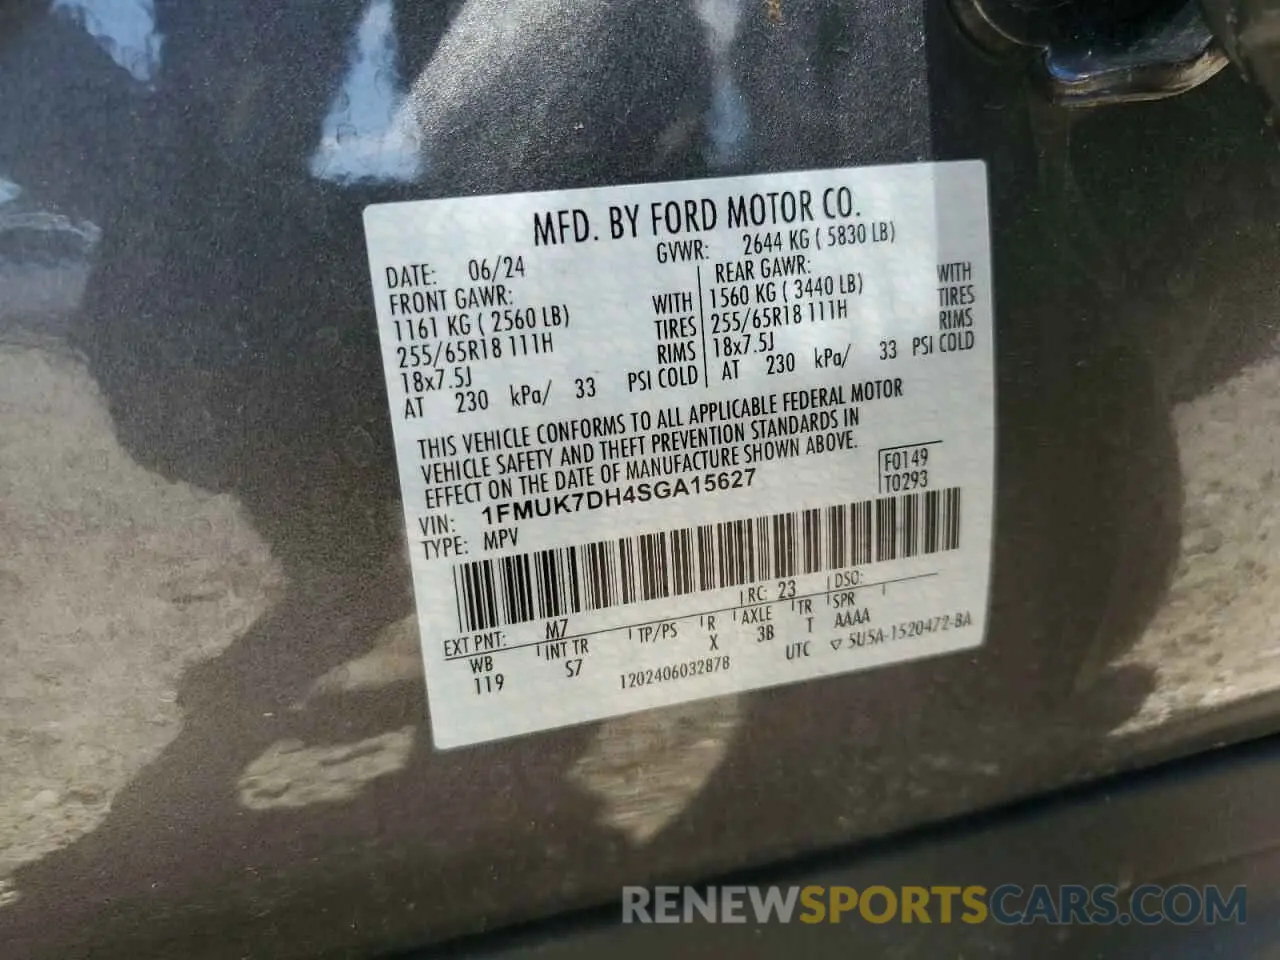 MFD. BY FORD MOTOR CO.
DATE: 06/24 GVWR: 2644 KG ( 5830 LB)
FRONT GAWR: REAR GAWR:
1161 KG ( 2560 LB) WITH 1560 KG ( 3440 LB) WITH
255/65R18 111H TIRES 255/65R18 111H TIRES
18x7.5J RIMS 18x7.5J RIMS
AT 230 kPa/ 33 PSI COLD AT 230 kPa/ 33 PSI COLD
THIS VEHICLE CONFORMS TO ALL APPLICABLE FEDERAL MOTOR
VEHICLE SAFETY AND THEFT PREVENTION STANDARDS IN
EFFECT ON THE DATE OF MANUFACTURE SHOWN ABOVE.
F0149
T0293
VIN: 1FMUK7DH4SGA15627
TYPE: MPV
EXT PNT: M7 RC: 23 DSO:
WB INT TR TP/PS R AXLE TR SPR
119 S7 X 3B T AAAA
1202406032878 UTC ▽ 5U5A-1520472-BA
RENEWSPORTSCARS.COM